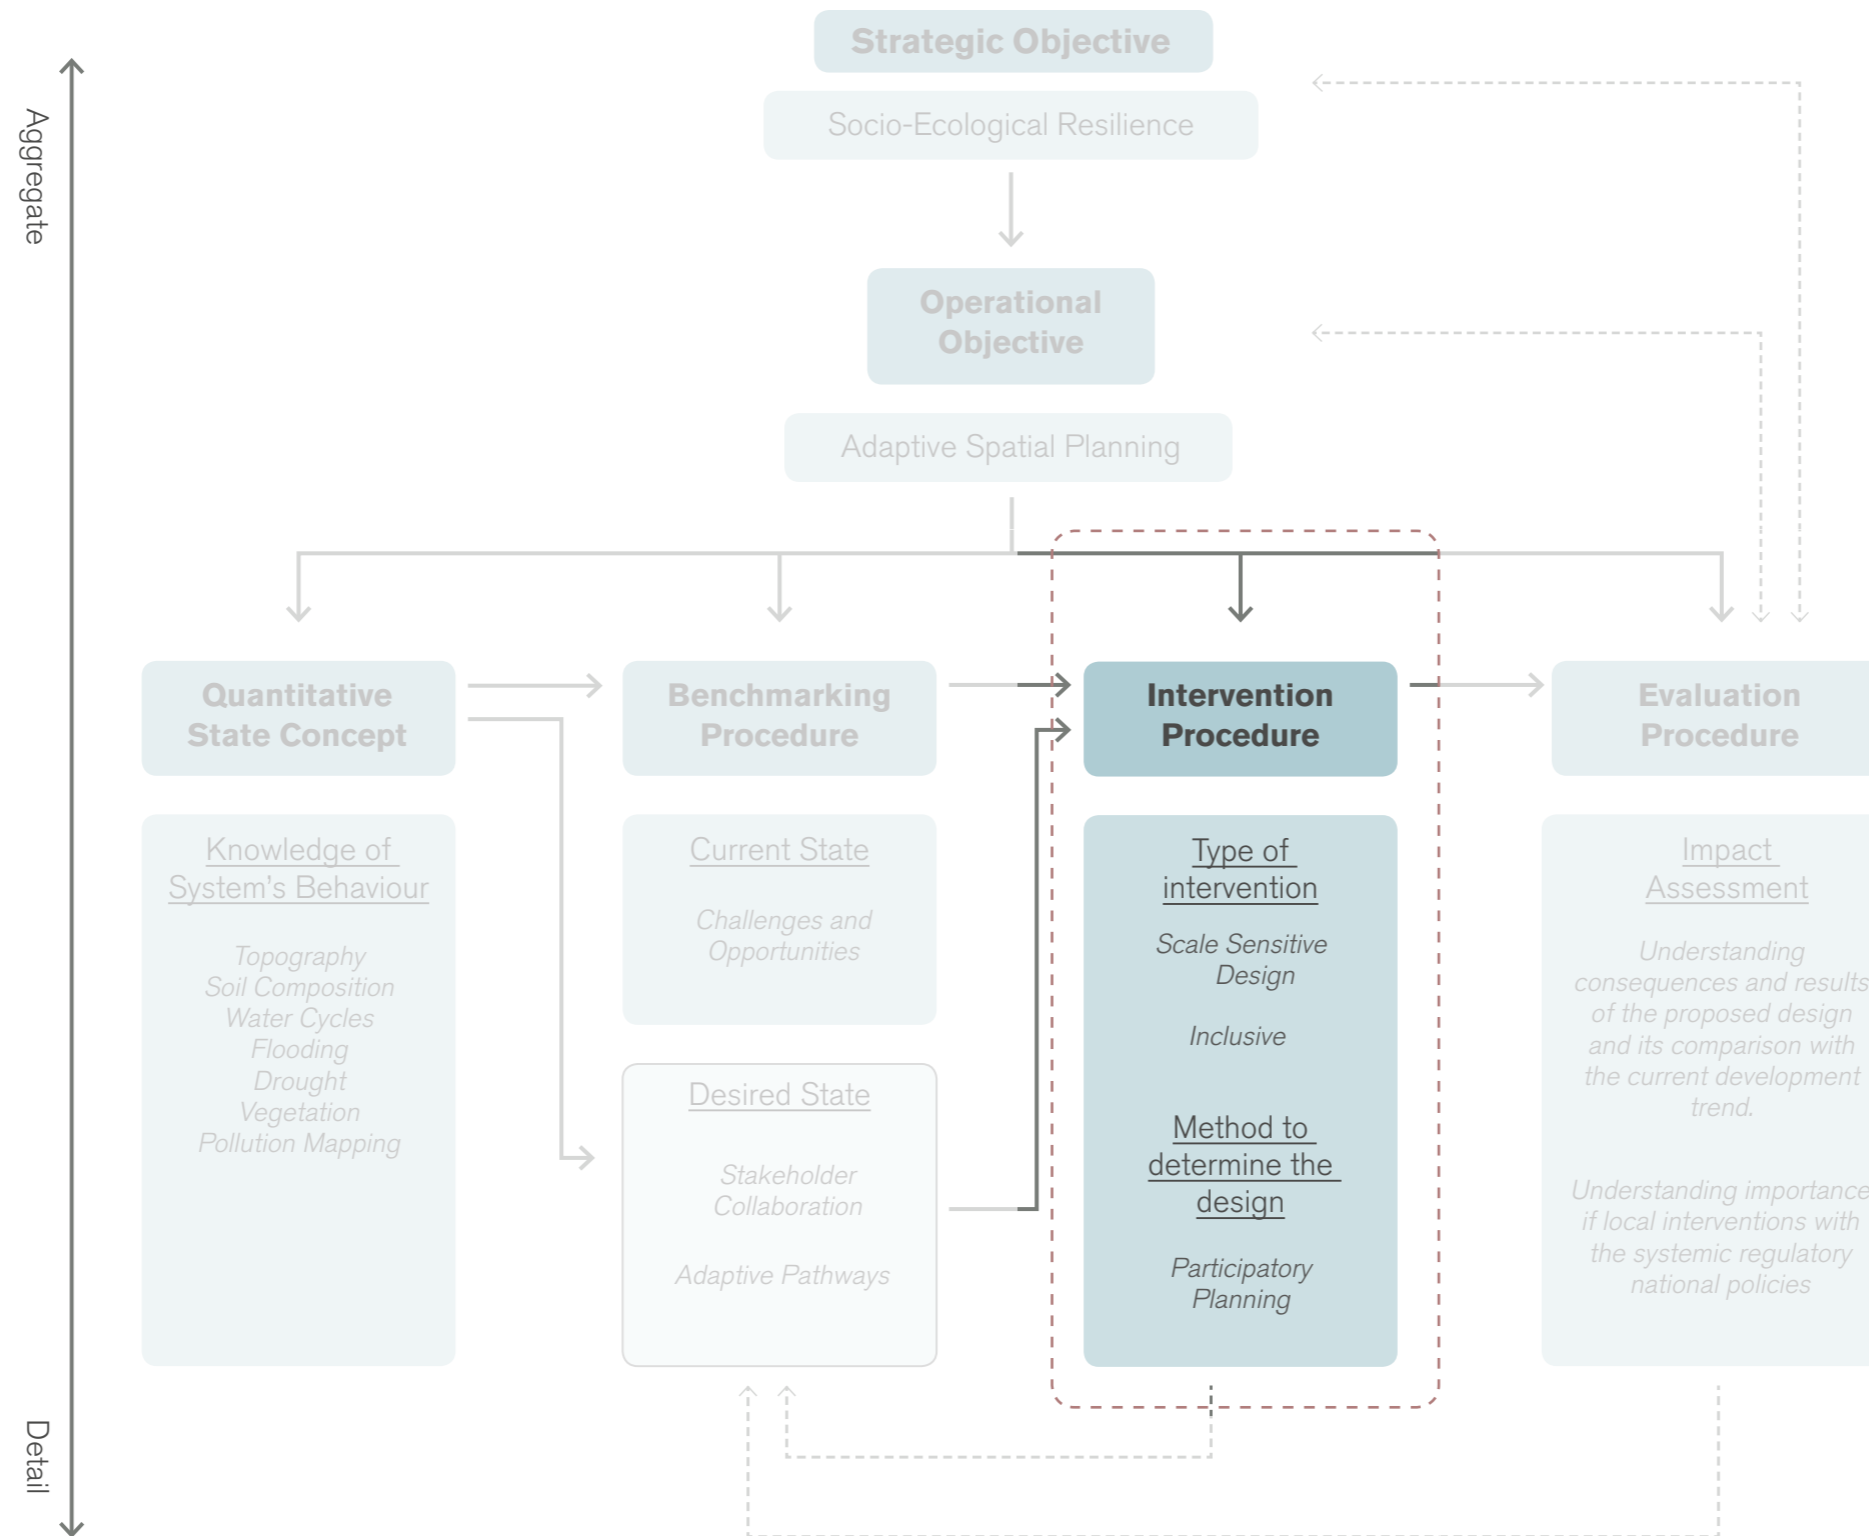 Aggregate
Detail
Strategic Objective
Socio-Ecological Resilience
Operational
Objective
Adaptive Spatial Planning
Quantitative
State Concept
Knowledge of
System's Behaviour
Topography
Soil Composition
Water Cycles
Flooding
Drought
Vegetation
Pollution Mapping
Benchmarking
Procedure
Current State
Challenges and
Opportunities
Desired State
Stakeholder
Collaboration
Adaptive Pathways
Intervention
Procedure
Type of
intervention
Scale Sensitive
Design
Inclusive
Method to
determine the
design
Participatory
Planning
Evaluation
Procedure
Impact
Assessment
Understanding
consequences and results
of the proposed design
and its comparison with
the current development
trend.
Understanding importance
if local interventions with
the systemic regulatory
national policies